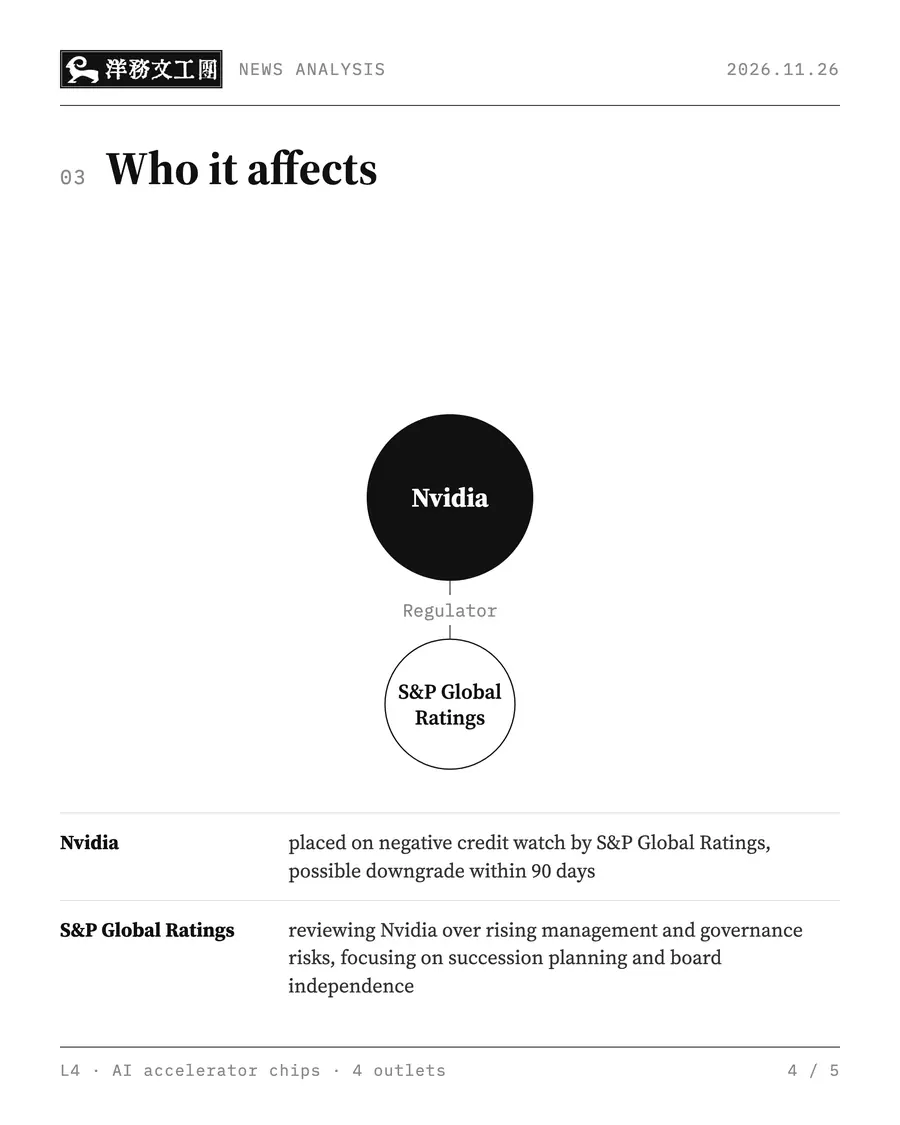 洋務文工團 NEWS ANALYSIS 2026.11.26
03 Who it affects
Nvidia
Regulator
S&P Global
Ratings
Nvidia placed on negative credit watch by S&P Global Ratings,
possible downgrade within 90 days
S&P Global Ratings reviewing Nvidia over rising management and governance
risks, focusing on succession planning and board
independence
L4 · AI accelerator chips · 4 outlets 4 / 5